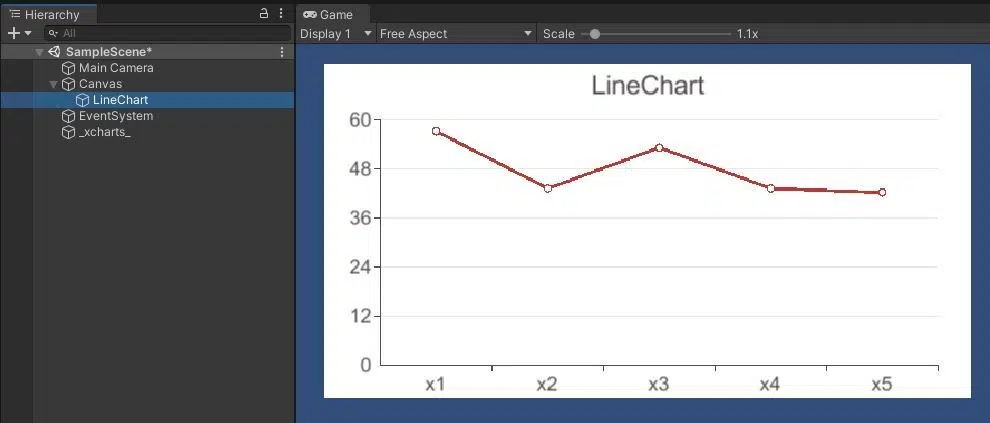 Hierarchy
All
SampleScene*
Main Camera
Canvas
LineChart
EventSystem
_xcharts_
Game
Display 1
Free Aspect
Scale
1.1x
LineChart
60
48
36
24
12
0
x1 x2 x3 x4 x5